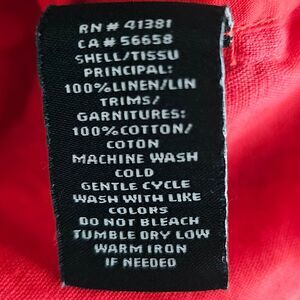 RN # 41381
CA # 56658
SHELL/TISSU
PRINCIPAL:
100%LINEN/LIN
TRIMS/
GARNITURES:
100%COTTON/
COTON
MACHINE WASH
COLD
GENTLE CYCLE
WASH WITH LIKE
COLORS
DO NOT BLEACH
TUMBLE DRY LOW
WARM IRON
IF NEEDED